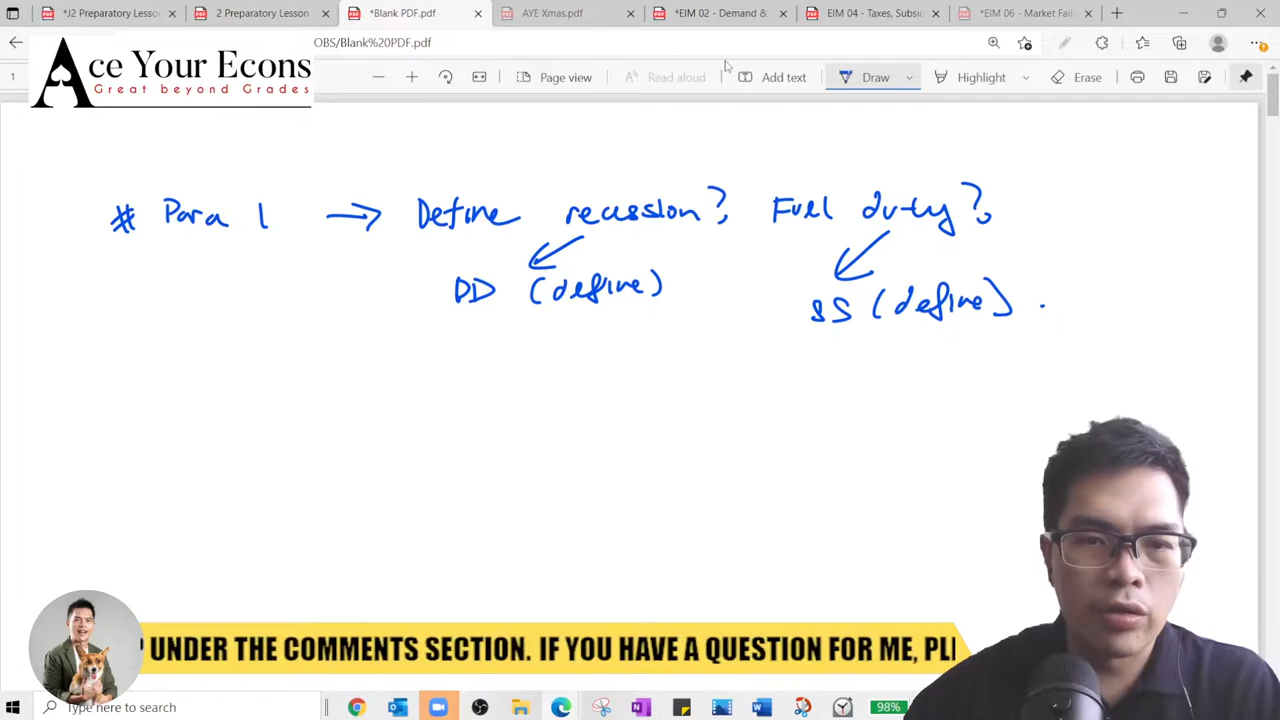 *J2 Preparatory Lesso
2 Preparatory Lesson
*Blank PDF.pdf
AYE Xmas.pdf
*EIM 02 - Demand &
EIM 04 - Taxes, Subsi
*EIM 06 - Market Fail
OBS/Blank%20PDF.pdf
Ace Your Econs
Great beyond Grades
1
Page view
Read aloud
Add text
Draw
Highlight
Erase
# Para 1 → Define recession? Fuel duty?
DD (define)
SS (define).
P UNDER THE COMMENTS SECTION. IF YOU HAVE A QUESTION FOR ME, PLI
Type here to search
98%